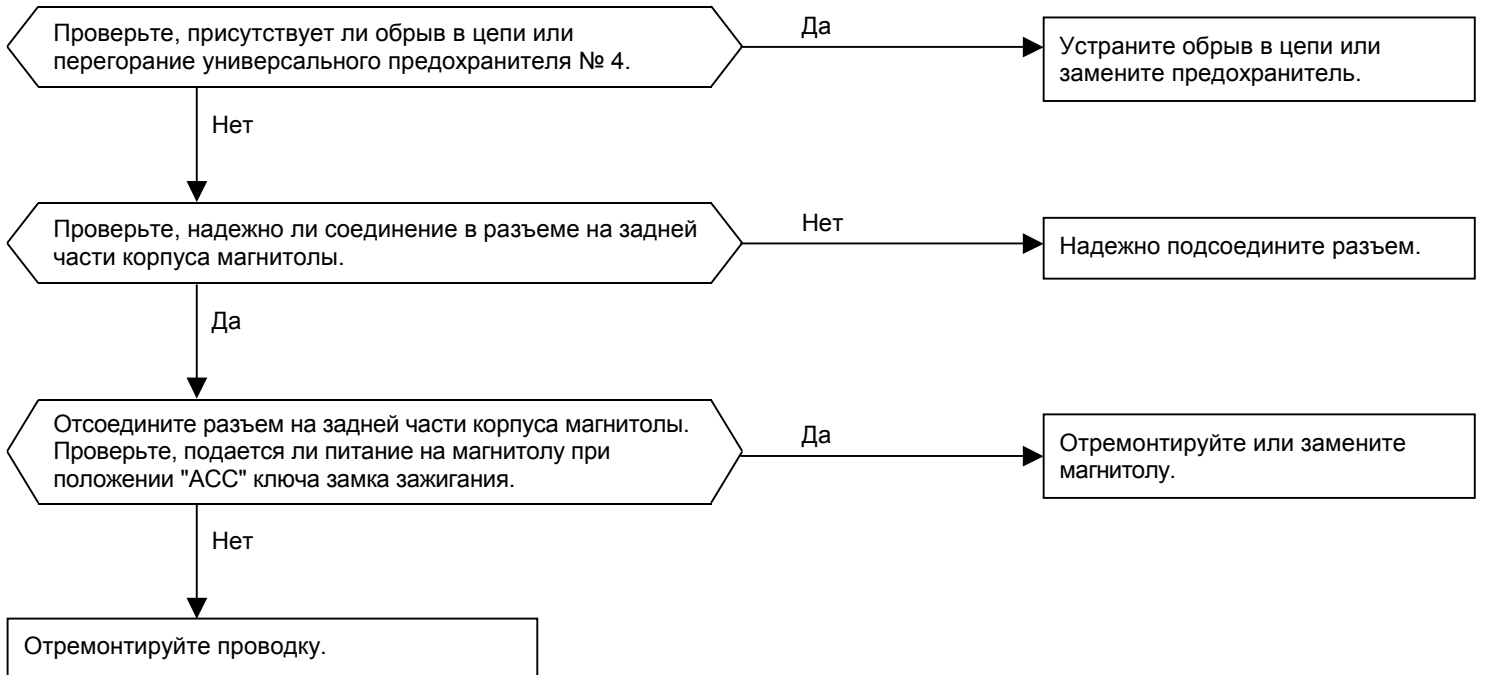 Проверьте, присутствует ли обрыв в цепи или
перегорание универсального предохранителя № 4.
Да
Устраните обрыв в цепи или
замените предохранитель.
Нет
Проверьте, надежно ли соединение в разъеме на задней
части корпуса магнитолы.
Нет
Надежно подсоедините разъем.
Да
Отсоедините разъем на задней части корпуса магнитолы.
Проверьте, подается ли питание на магнитолу при
положении "ACC" ключа замка зажигания.
Да
Отремонтируйте или замените
магнитолу.
Нет
Отремонтируйте проводку.